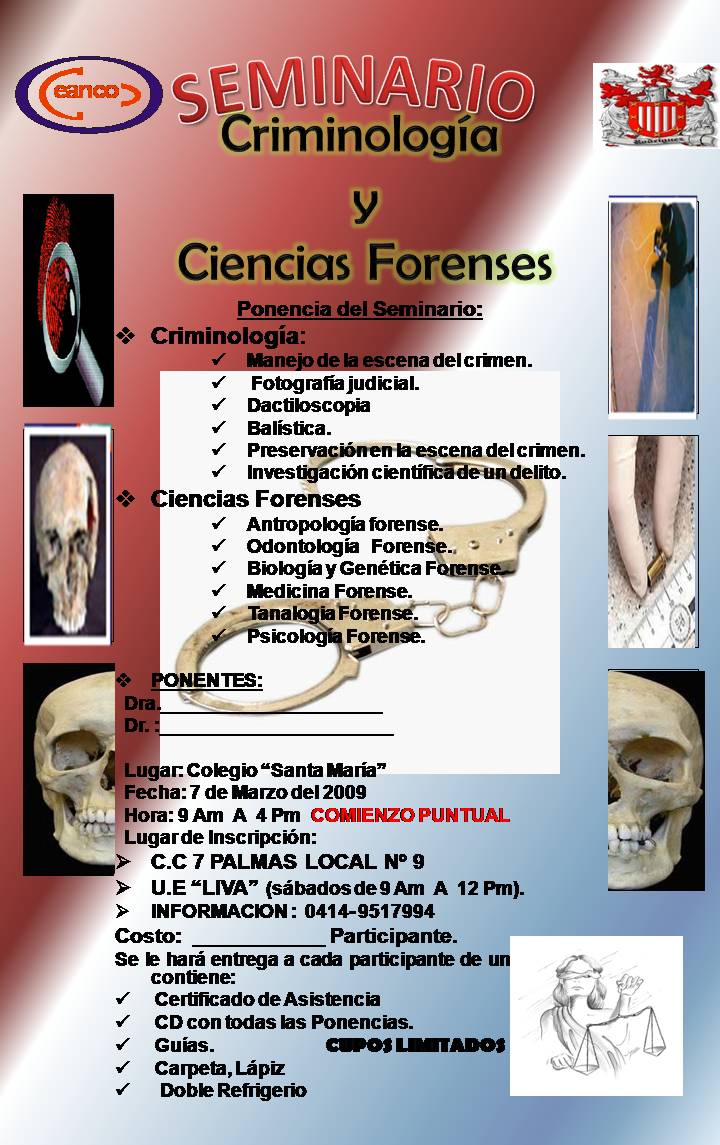 eanco
SEMINARIO
Rodriguez
Criminología
y
Ciencias Forenses
Ponencia del Seminario:
❖ Criminología:
✓ Manejo de la escena del crimen.
✓ Fotografía judicial.
✓ Dactiloscopia
✓ Balística.
✓ Preservación en la escena del crimen.
✓ Investigación científica de un delito.
❖ Ciencias Forenses
✓ Antropología forense.
✓ Odontología Forense.
✓ Biología y Genética Forense.
✓ Medicina Forense.
✓ Tanalogia Forense.
✓ Psicología Forense.
❖ PONENTES:
Dra.____________________
Dr. :_____________________
Lugar: Colegio “Santa María”
Fecha: 7 de Marzo del 2009
Hora: 9 Am A 4 Pm COMIENZO PUNTUAL
Lugar de Inscripción:
➢ C.C 7 PALMAS LOCAL Nº 9
➢ U.E “LIVA” (sábados de 9 Am A 12 Pm).
➢ INFORMACION : 0414-9517994
Costo: ____________ Participante.
Se le hará entrega a cada participante de un
contiene:
✓ Certificado de Asistencia
✓ CD con todas las Ponencias.
✓ Guías. CUPOS LIMITADOS
✓ Carpeta, Lápiz
✓ Doble Refrigerio